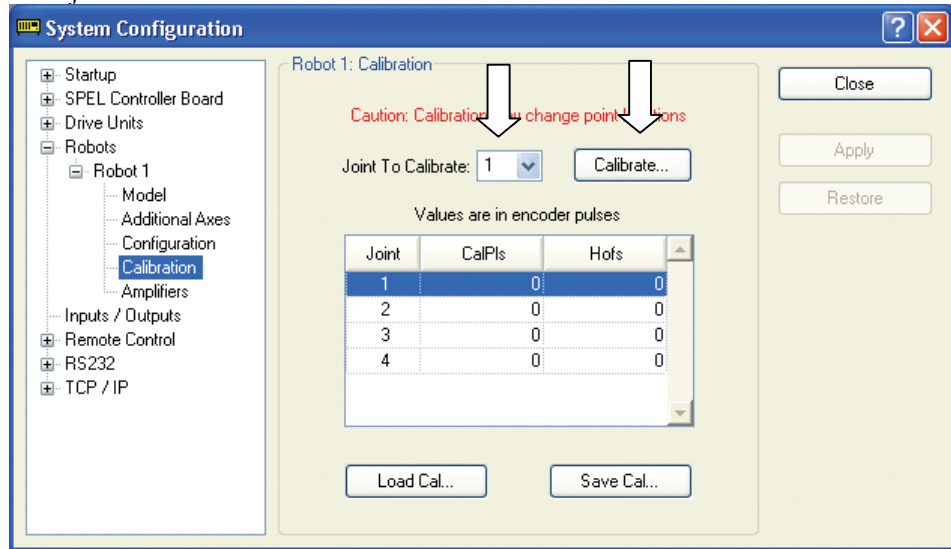 System Configuration
Startup
SPEL Controller Board
Drive Units
Robots
Robot 1
Model
Additional Axes
Configuration
Calibration
Amplifiers
Inputs / Outputs
Remote Control
RS232
TCP / IP
Robot 1: Calibration
Caution: Calibration change point
Joint To Calibrate: 1 Calibrate...
Values are in encoder pulses
Joint CalPls Hofs
1 0 0
2 0 0
3 0 0
4 0 0
Load Cal... Save Cal...
Close
Apply
Restore